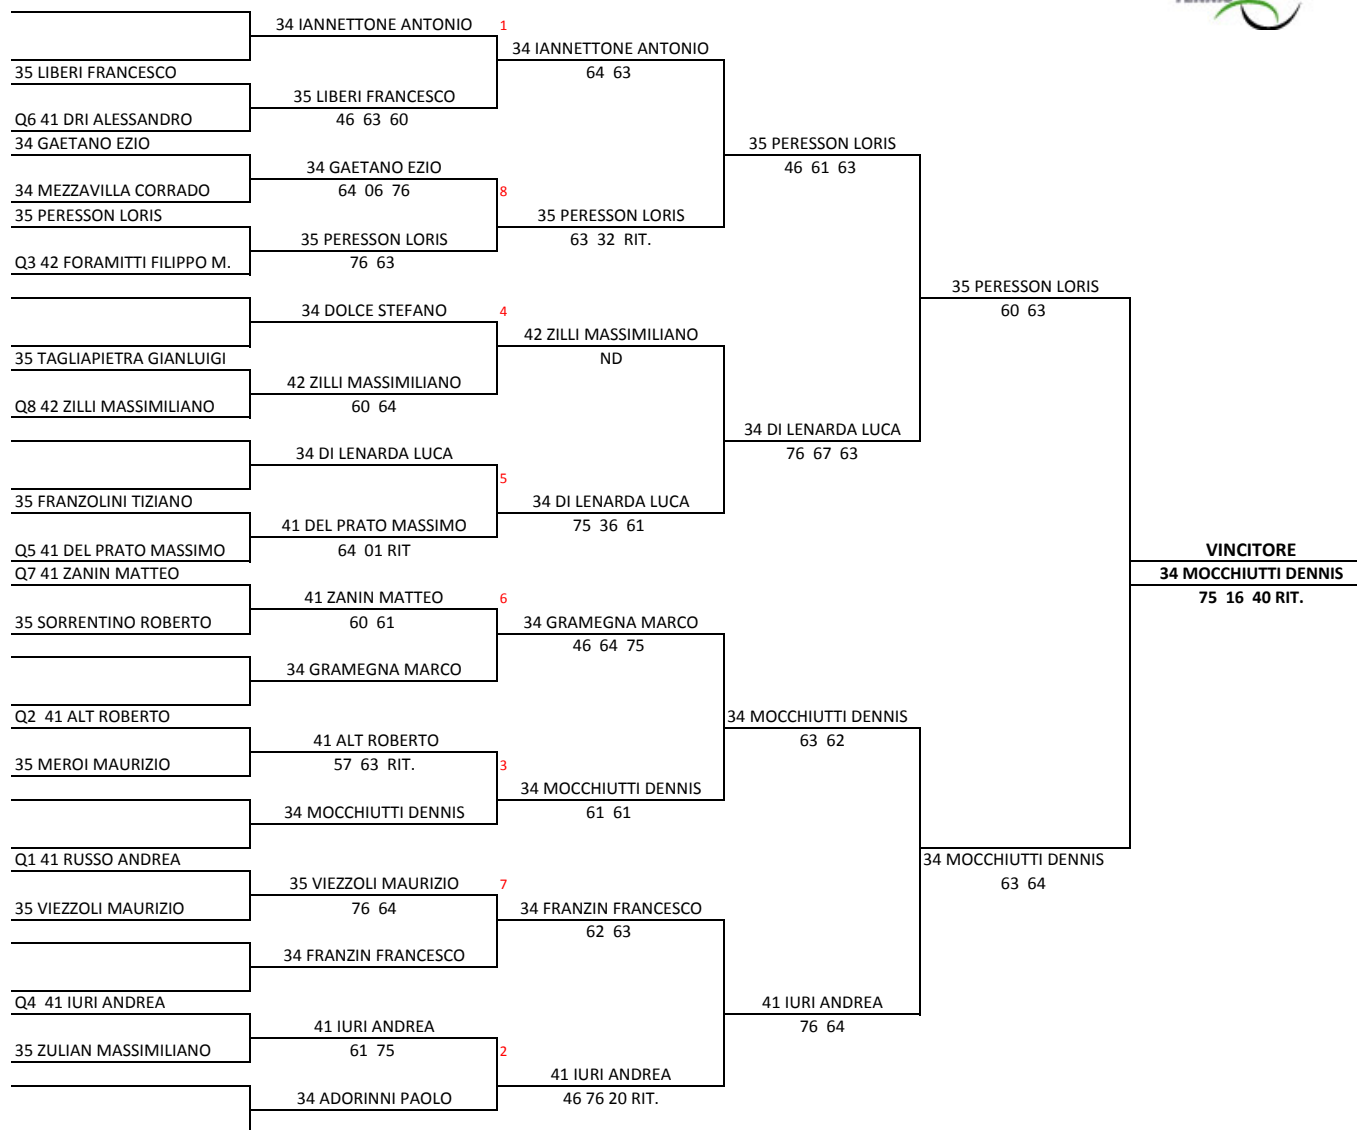 TENNIS
34 IANNETTONE ANTONIO 1
34 IANNETTONE ANTONIO
35 LIBERI FRANCESCO
64 63
35 LIBERI FRANCESCO
Q6 41 DRI ALESSANDRO
46 63 60
34 GAETANO EZIO
35 PERESSON LORIS
34 GAETANO EZIO
46 61 63
34 MEZZAVILLA CORRADO
64 06 76
8
35 PERESSON LORIS
35 PERESSON LORIS
35 PERESSON LORIS
63 32 RIT.
Q3 42 FORAMITTI FILIPPO M.
76 63
35 PERESSON LORIS
34 DOLCE STEFANO
4
60 63
42 ZILLI MASSIMILIANO
35 TAGLIAPIETRA GIANLUIGI
ND
42 ZILLI MASSIMILIANO
Q8 42 ZILLI MASSIMILIANO
60 64
34 DI LENARDA LUCA
34 DI LENARDA LUCA
76 67 63
5
35 FRANZOLINI TIZIANO
34 DI LENARDA LUCA
41 DEL PRATO MASSIMO
75 36 61
Q5 41 DEL PRATO MASSIMO
64 01 RIT
VINCITORE
Q7 41 ZANIN MATTEO
34 MOCCHIUTTI DENNIS
41 ZANIN MATTEO
6
75 16 40 RIT.
35 SORRENTINO ROBERTO
60 61
34 GRAMEGNA MARCO
46 64 75
34 GRAMEGNA MARCO
Q2 41 ALT ROBERTO
34 MOCCHIUTTI DENNIS
41 ALT ROBERTO
63 62
35 MEROI MAURIZIO
57 63 RIT.
3
34 MOCCHIUTTI DENNIS
34 MOCCHIUTTI DENNIS
61 61
Q1 41 RUSSO ANDREA
34 MOCCHIUTTI DENNIS
35 VIEZZOLI MAURIZIO
7
63 64
35 VIEZZOLI MAURIZIO
76 64
34 FRANZIN FRANCESCO
62 63
34 FRANZIN FRANCESCO
Q4 41 IURI ANDREA
41 IURI ANDREA
41 IURI ANDREA
76 64
35 ZULIAN MASSIMILIANO
61 75
2
41 IURI ANDREA
34 ADORINNI PAOLO
46 76 20 RIT.